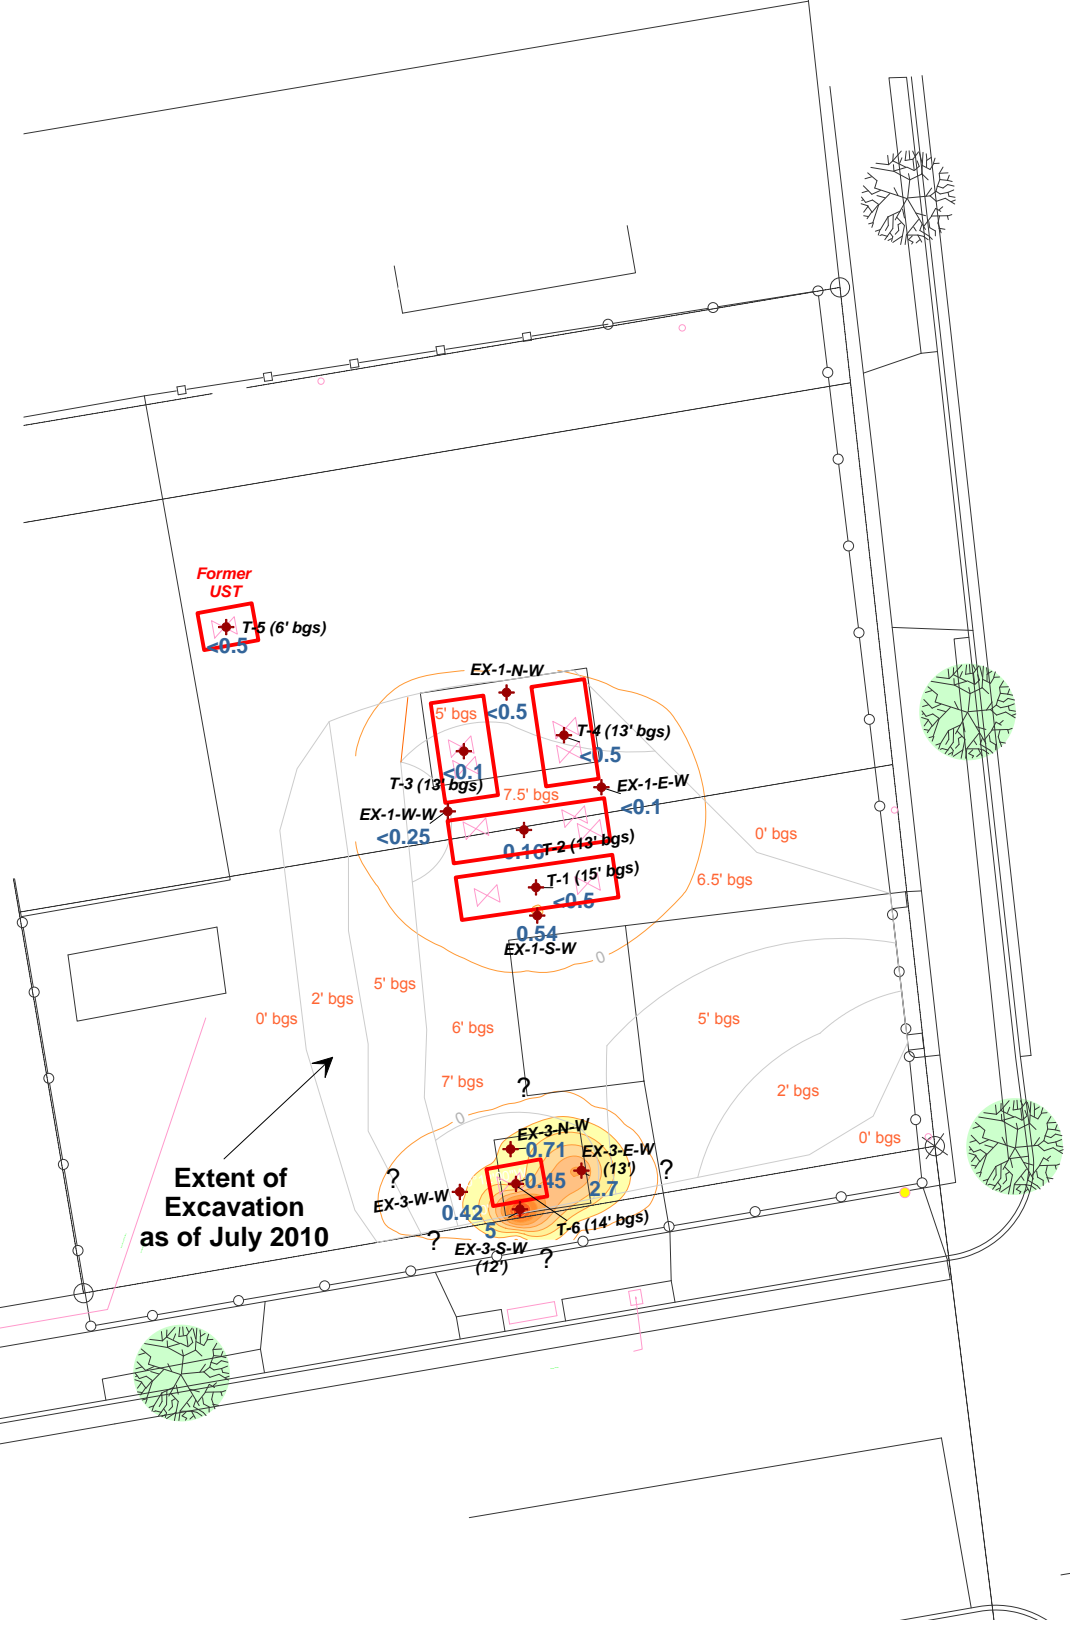 Former
UST
T-5 (6' bgs)
<0.5
EX-1-N-W
5' bgs
<0.5
T-4 (13' bgs)
<0.5
<0.1
T-3 (13' bgs)
7.5' bgs
EX-1-E-W
<0.1
EX-1-W-W
<0.25
0.16
T-2 (13' bgs)
0' bgs
T-1 (15' bgs)
<0.5
6.5' bgs
0.54
EX-1-S-W
0
5' bgs
2' bgs
0' bgs
6' bgs
5' bgs
7' bgs
?
2' bgs
0
EX-3-N-W
0.71
EX-3-E-W
(13')
0' bgs
?
?
0.45
2.7
EX-3-W-W
0.42
5
T-6 (14' bgs)
?
EX-3-S-W
(12')
?
Extent of
Excavation
as of July 2010